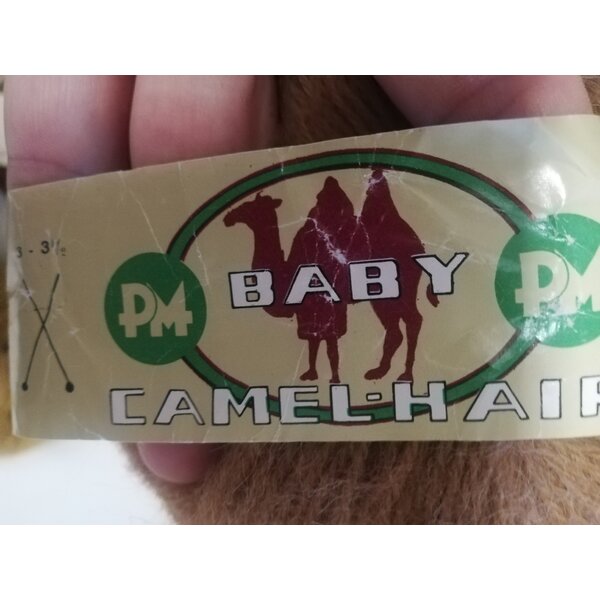 3 - 3½
PM
BABY
PM
CAMEL-HAIR